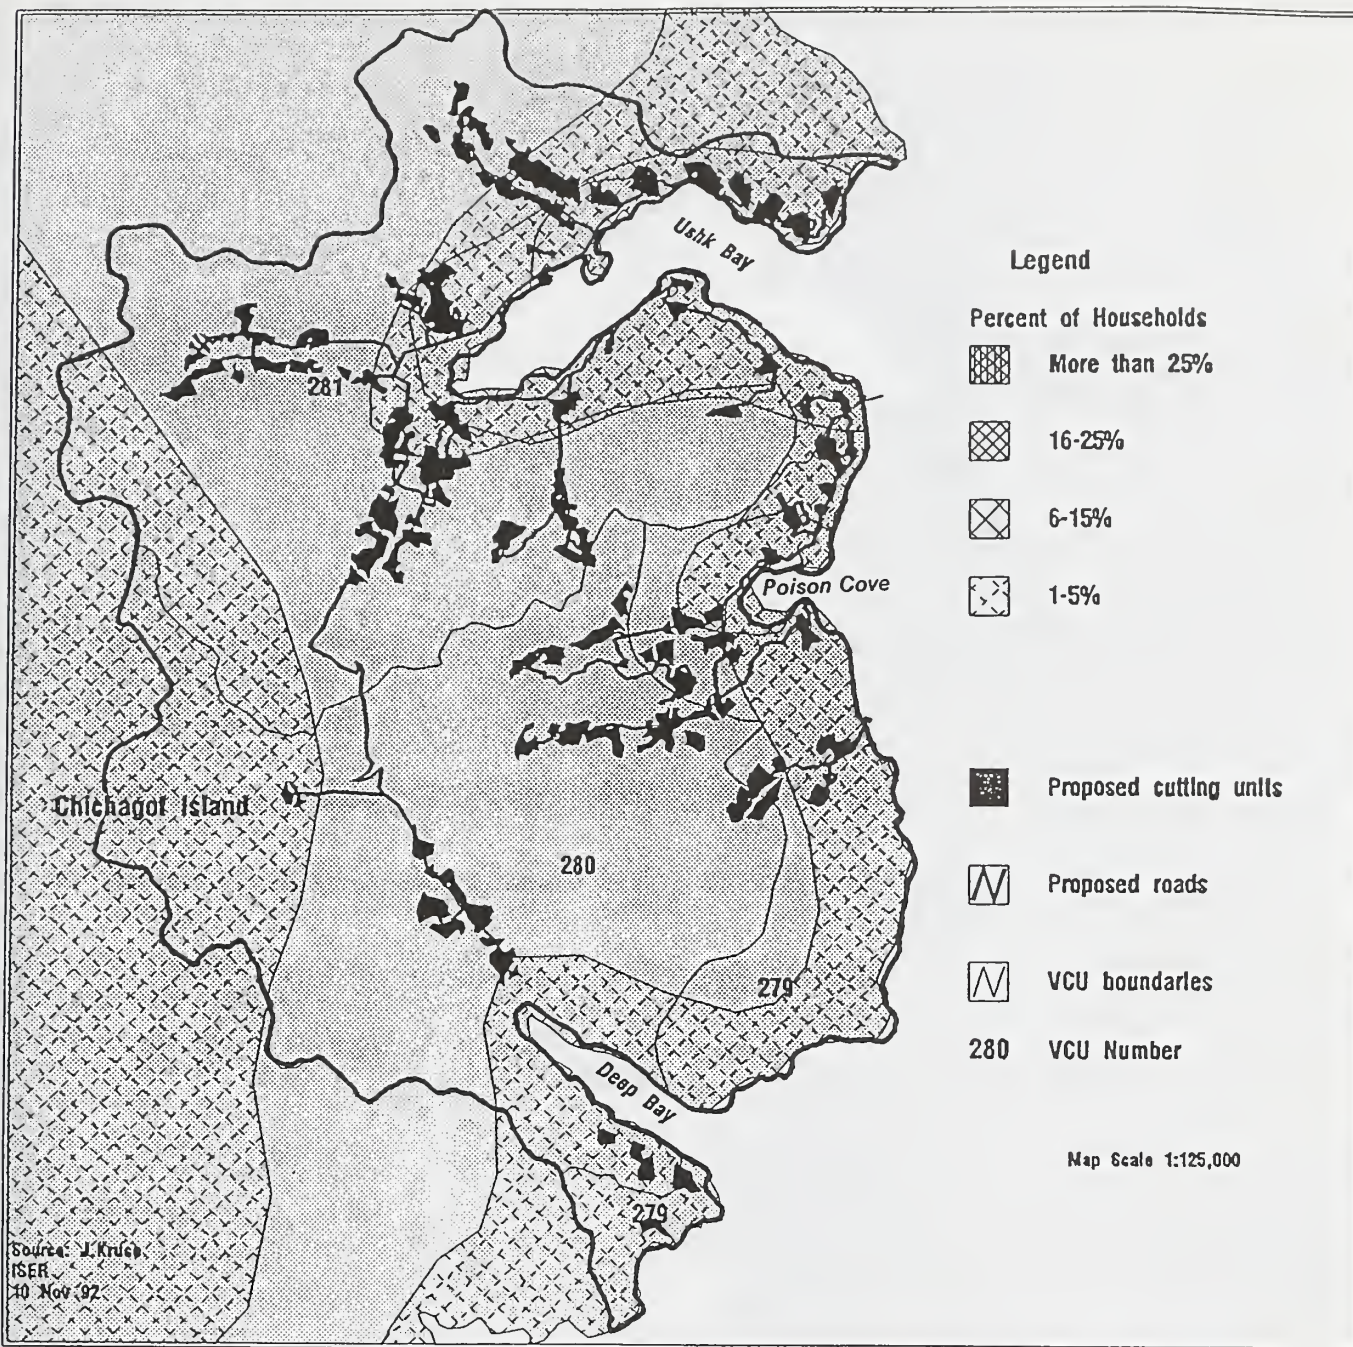 Ushk Bay
281
Poison Cove
Chichagof Island
280
279
Deep Bay
279
Source: J.Kruse
ISER
10 Nov 92
Legend
Percent of Households
More than 25%
16-25%
6-15%
1-5%
Proposed cutting units
Proposed roads
VCU boundaries
280 VCU Number
Map Scale 1:125,000